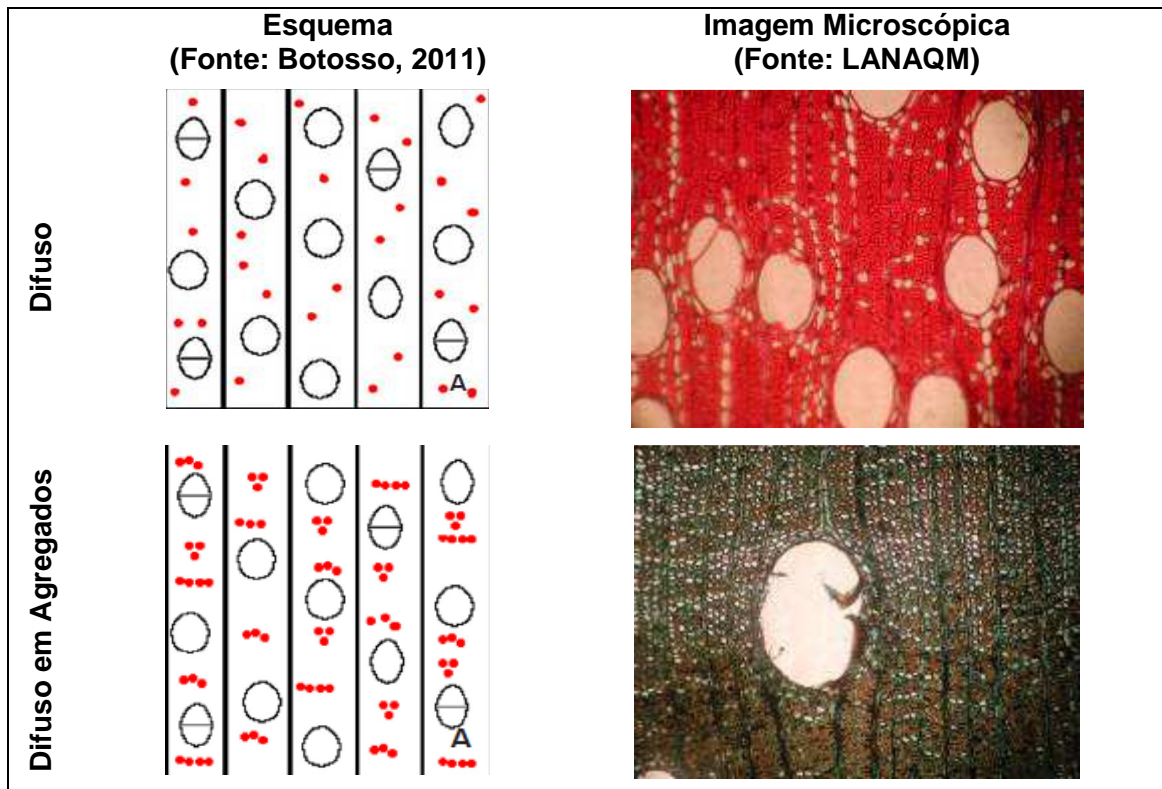 Esquema
(Fonte: Botosso, 2011)
Imagem Microscópica
(Fonte: LANAQM)
Difuso
A
Difuso em Agregados
A